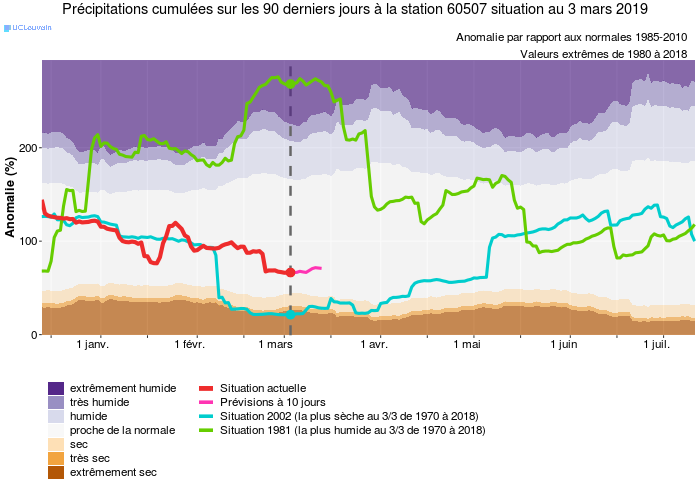 Précipitations cumulées sur les 90 derniers jours à la station 60507 situation au 3 mars 2019
UCLouvain
Anomalie par rapport aux normales 1985-2010
Valeurs extrêmes de 1980 à 2018
Anomalie (%)
200
100
0
1 janv. 1 févr. 1 mars 1 avr. 1 mai 1 juin 1 juil.
extrêmement humide
très humide
humide
proche de la normale
sec
très sec
extrêmement sec
Situation actuelle
Prévisions à 10 jours
Situation 2002 (la plus sèche au 3/3 de 1970 à 2018)
Situation 1981 (la plus humide au 3/3 de 1970 à 2018)